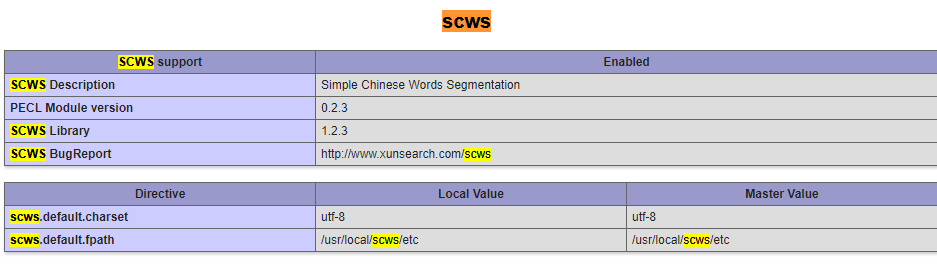 scws
SCWS support Enabled
SCWS Description Simple Chinese Words Segmentation
PECL Module version 0.2.3
SCWS Library 1.2.3
SCWS BugReport http://www.xunsearch.com/scws
Directive Local Value Master Value
scws.default.charset utf-8 utf-8
scws.default.fpath /usr/local/scws/etc /usr/local/scws/etc